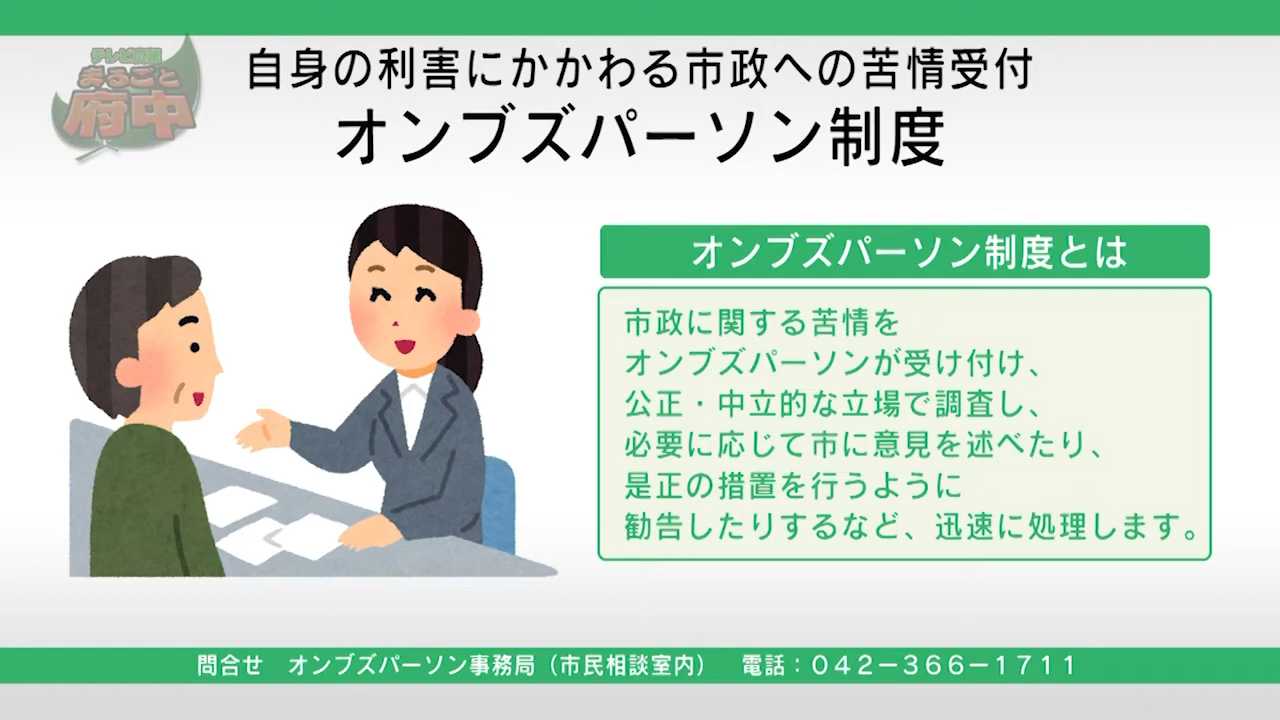 テレビ広報
まるごと
府中
自身の利害にかかわる市政への苦情受付
オンブズパーソン制度
オンブズパーソン制度とは
市政に関する苦情を
オンブズパーソンが受け付け、
公正・中立的な立場で調査し、
必要に応じて市に意見を述べたり、
是正の措置を行うように
勧告したりするなど、迅速に処理します。
問合せ　オンブズパーソン事務局（市民相談室内）　電話：０４２－３６６－１７１１